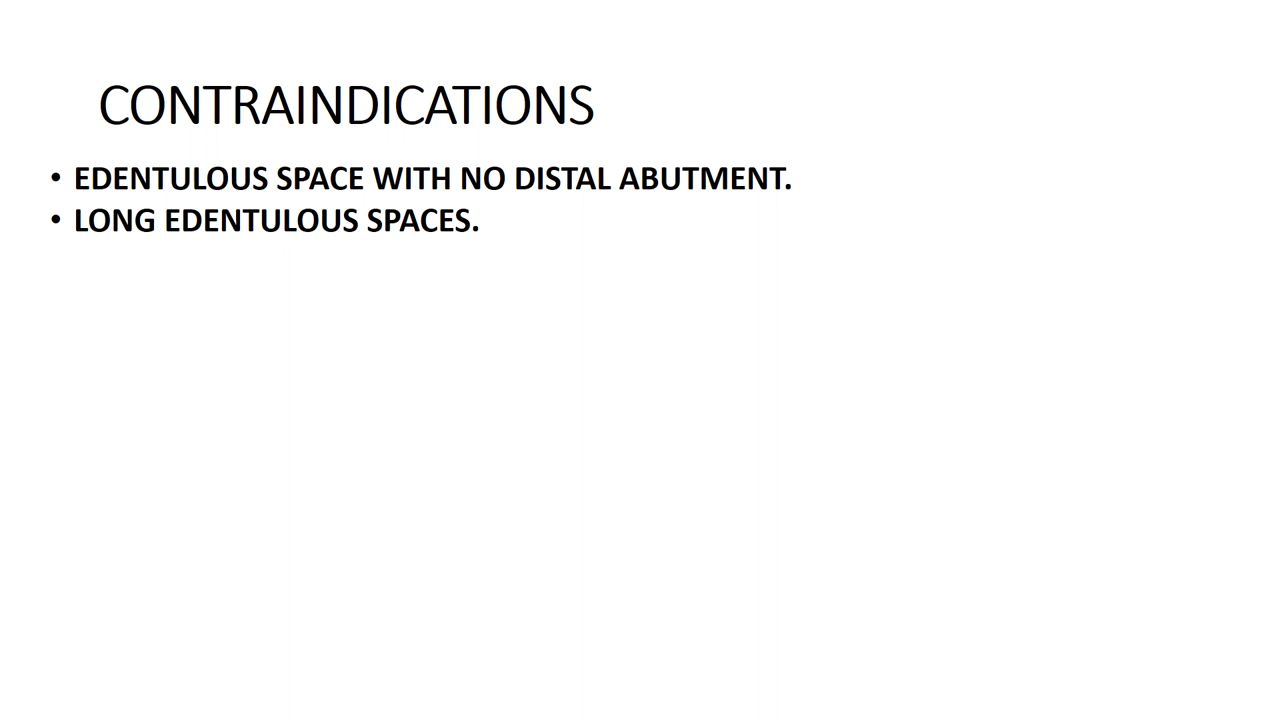 CONTRAINDICATIONS
• EDENTULOUS SPACE WITH NO DISTAL ABUTMENT.
• LONG EDENTULOUS SPACES.